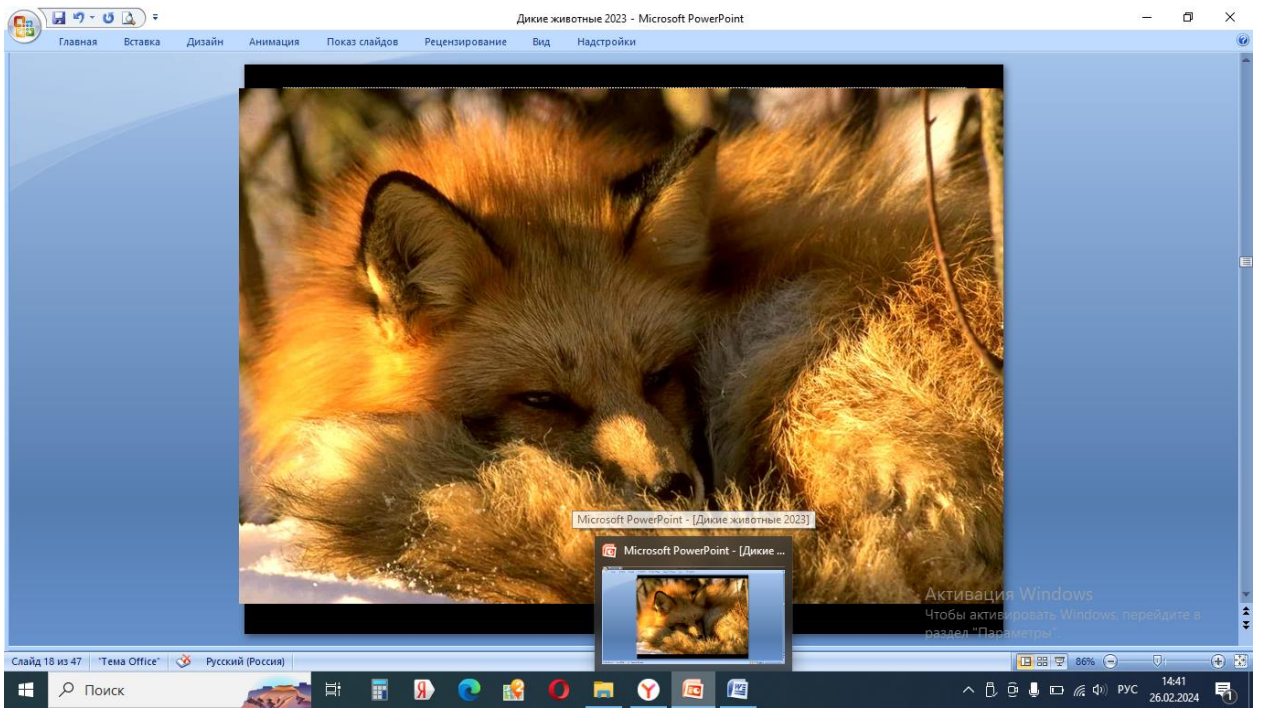 Дикие животные 2023 - Microsoft PowerPoint
Главная Вставка Дизайн Анимация Показ слайдов Рецензирование Вид Надстройки
Microsoft PowerPoint - [Дикие животные 2023]
Microsoft PowerPoint - [Дикие ...
Активация Windows
Чтобы активировать Windows, перейдите в
раздел "Параметры".
Слайд 18 из 47 "Тема Office" Русский (Россия) 86%
Поиск РУС 14:41
26.02.2024